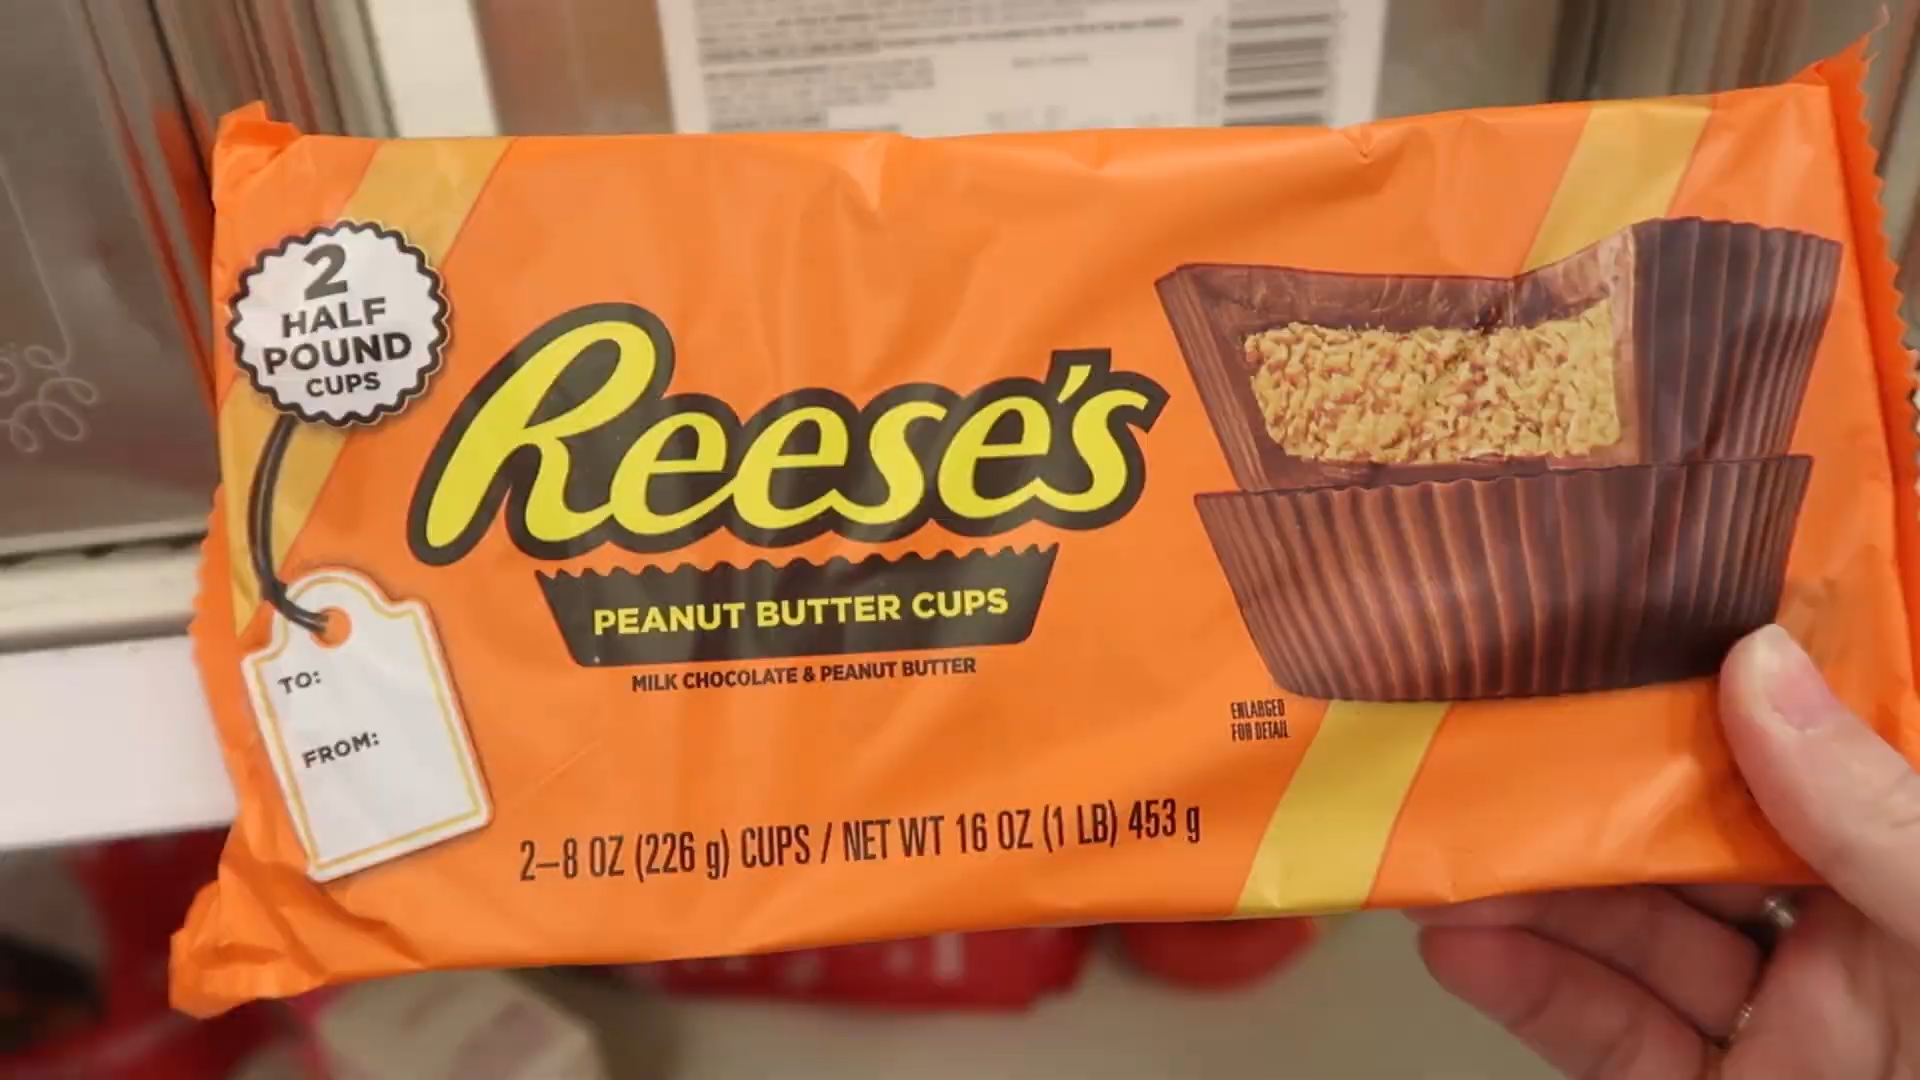 2
HALF
POUND
CUPS
Reese's
PEANUT BUTTER CUPS
MILK CHOCOLATE & PEANUT BUTTER
TO:
FROM:
ENLARGED
FOR DETAIL
2–8 OZ (226 g) CUPS / NET WT 16 OZ (1 LB) 453 g